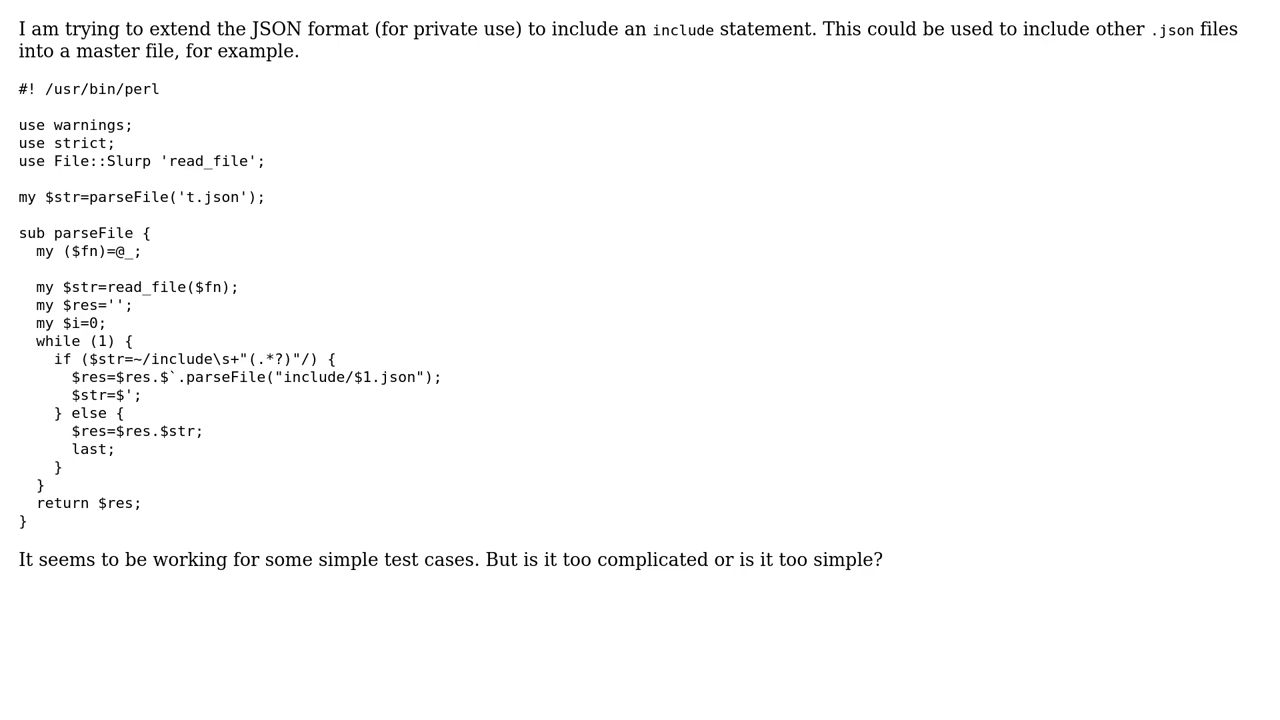 I am trying to extend the JSON format (for private use) to include an include statement. This could be used to include other .json files
into a master file, for example.
#! /usr/bin/perl
use warnings;
use strict;
use File::Slurp 'read_file';
my $str=parseFile('t.json');
sub parseFile {
  my ($fn)=@_;
  my $str=read_file($fn);
  my $res='';
  my $i=0;
  while (1) {
    if ($str=~/include\s+"(.*?)"/) {
      $res=$res.$`.parseFile("include/$1.json");
      $str=$';
    } else {
      $res=$res.$str;
      last;
    }
  }
  return $res;
}
It seems to be working for some simple test cases. But is it too complicated or is it too simple?